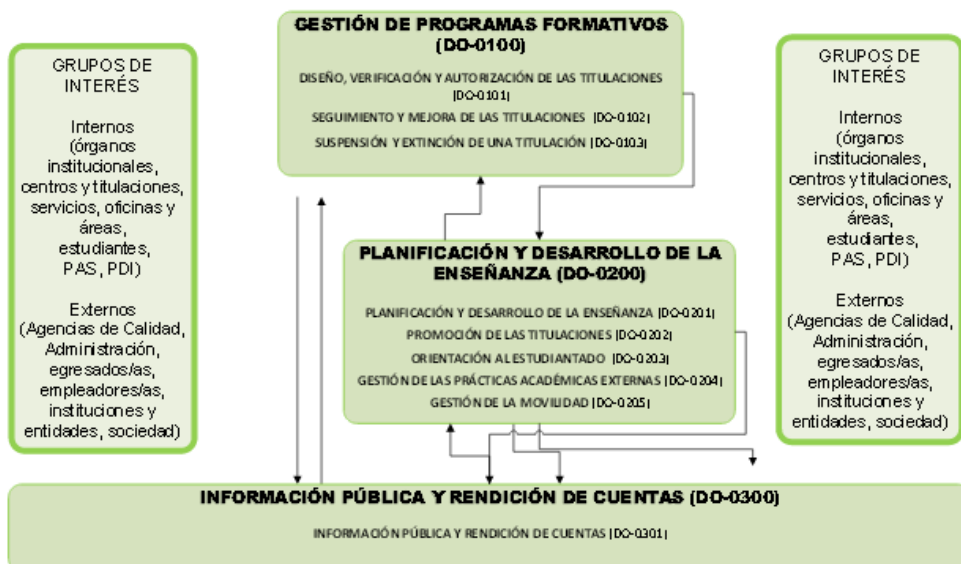 GRUPOS DE
INTERÉS
Internos
(órganos
institucionales,
centros y titulaciones,
servicios, oficinas y
áreas,
estudiantes,
PAS, PDI)
Externos
(Agencias de Calidad,
Administración,
egresados/as,
empleadores/as,
instituciones y
entidades, sociedad)
GESTIÓN DE PROGRAMAS FORMATIVOS
(DO-0100)
DISEÑO, VERIFICACIÓN Y AUTORIZACIÓN DE LAS TITULACIONES
(DO-0101)
SEGUIMIENTO Y MEJORA DE LAS TITULACIONES (DO-0102)
SUSPENSIÓN Y EXTINCIÓN DE UNA TITULACIÓN (DO-0103)
PLANIFICACIÓN Y DESARROLLO DE LA
ENSEÑANZA (DO-0200)
PLANIFICACIÓN Y DESARROLLO DE LA ENSEÑANZA (DO-0201)
PROMOCIÓN DE LAS TITULACIONES (DO-0202)
ORIENTACIÓN AL ESTUDIANTADO (DO-0203)
GESTIÓN DE LAS PRÁCTICAS ACADÉMICAS EXTERNAS (DO-0204)
GESTIÓN DE LA MOVILIDAD (DO-0205)
GRUPOS DE
INTERÉS
Internos
(órganos
institucionales,
centros y titulaciones,
servicios, oficinas y
áreas,
estudiantes,
PAS, PDI)
Externos
(Agencias de Calidad,
Administración,
egresados/as,
empleadores/as,
instituciones y
entidades, sociedad)
INFORMACIÓN PÚBLICA Y RENDICIÓN DE CUENTAS (DO-0300)
INFORMACIÓN PÚBLICA Y RENDICIÓN DE CUENTAS (DO-0301)